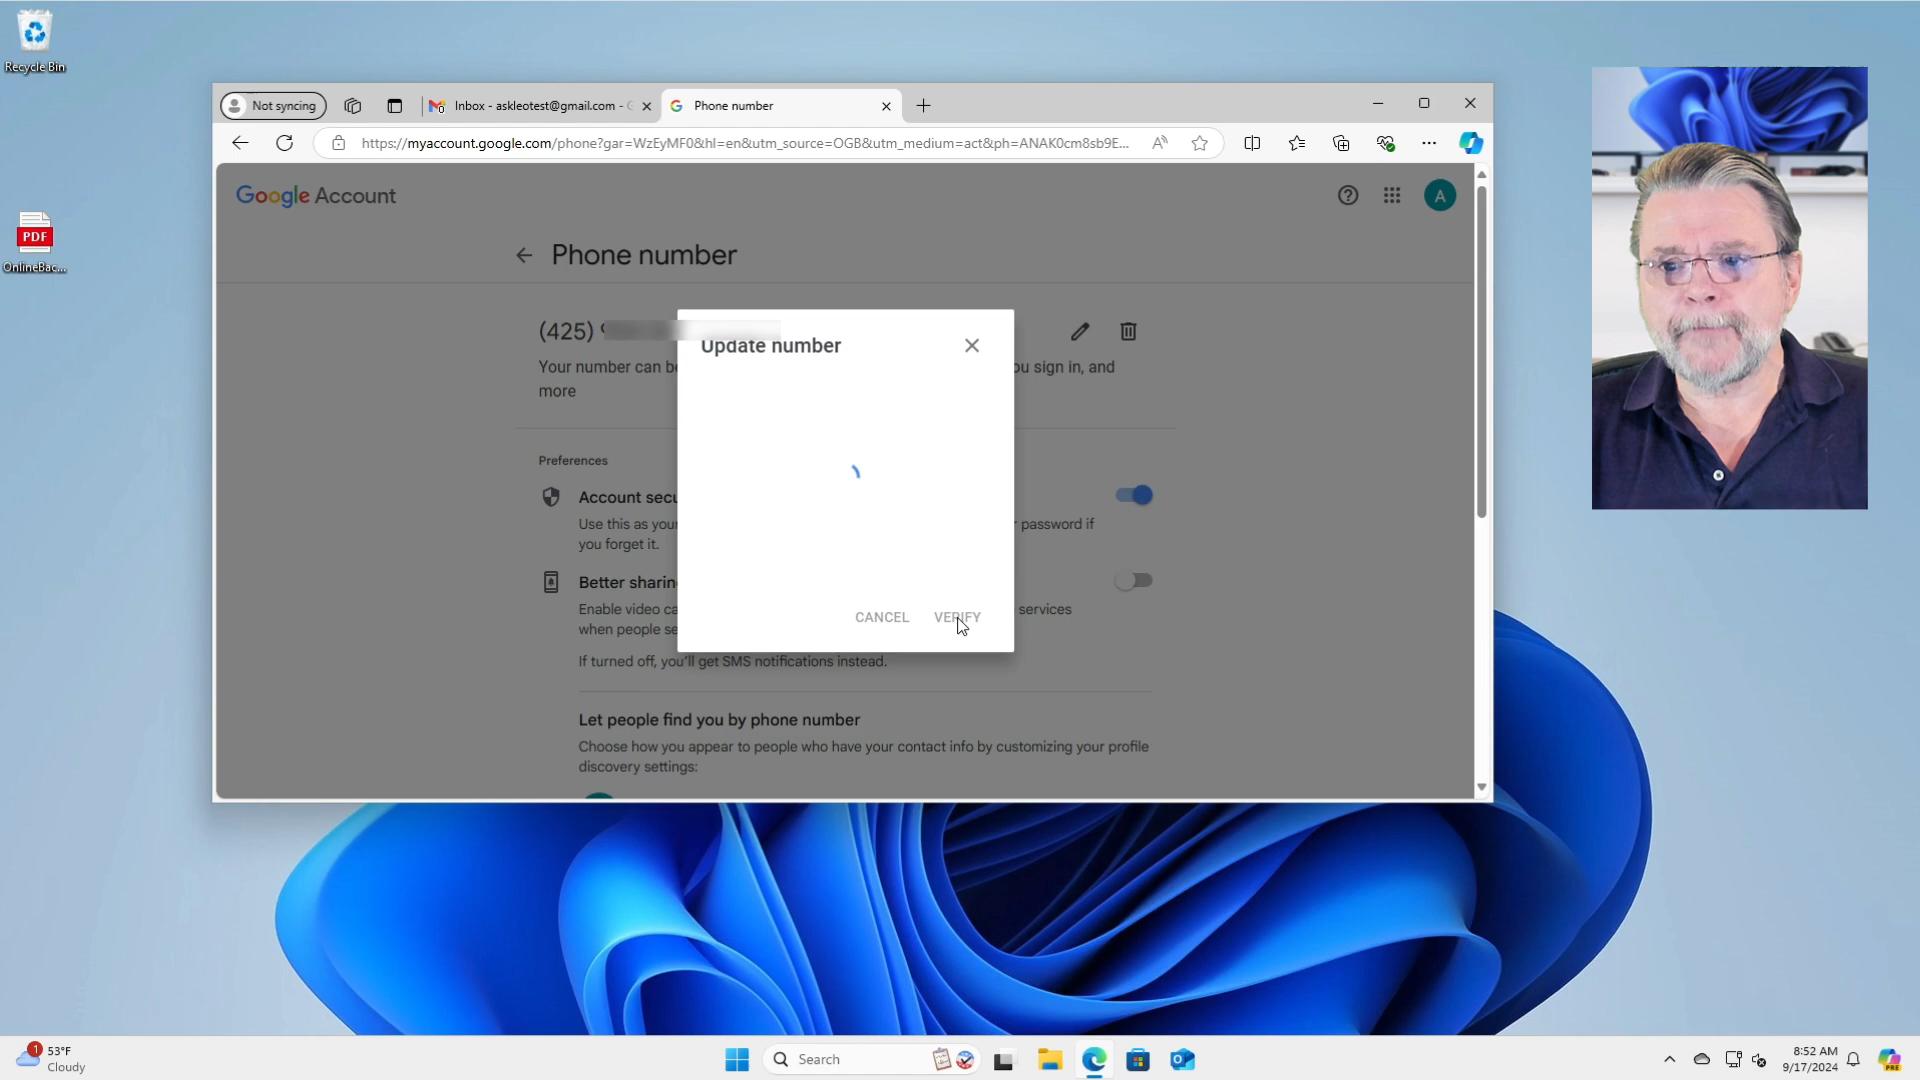 Recycle Bin
PDF
OnlineBac...
Not syncing
Inbox - askleotest@gmail.com - G
Phone number
https://myaccount.google.com/phone?gar=WzEyMF0&hl=en&utm_source=OGB&utm_medium=act&ph=ANAK0cm8sb9E...
Google Account
A
Phone number
(425)
Update number
Your number can be
ou sign in, and
more
Preferences
Account secu
Use this as your
r password if
you forget it.
Better sharin
Enable video ca
services
when people se
CANCEL
VERIFY
If turned off, you'll get SMS notifications instead.
Let people find you by phone number
Choose how you appear to people who have your contact info by customizing your profile
discovery settings:
1
53°F
Cloudy
Search
8:52 AM
9/17/2024
PRE